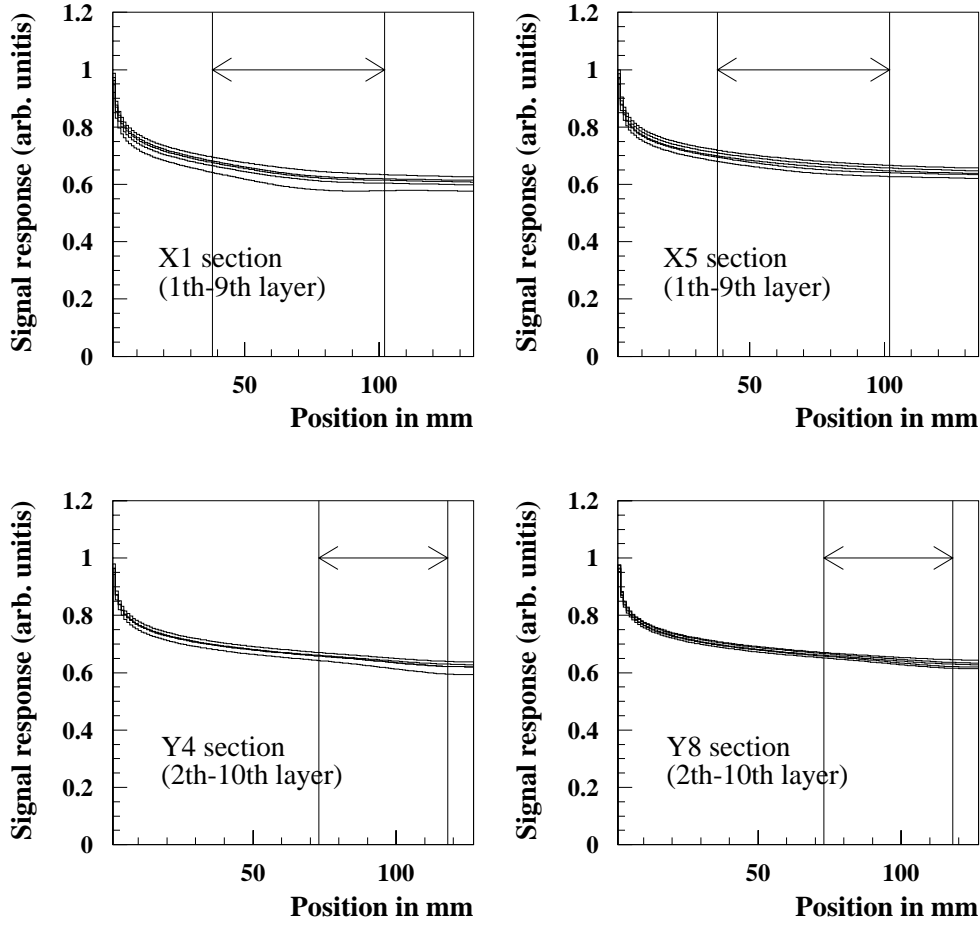 Signal response (arb. unitis)
1.2
1
0.8
0.6
0.4
0.2
0
X1 section
(1th-9th layer)
50
100
Position in mm
Signal response (arb. unitis)
1.2
1
0.8
0.6
0.4
0.2
0
X5 section
(1th-9th layer)
50
100
Position in mm
Signal response (arb. unitis)
1.2
1
0.8
0.6
0.4
0.2
0
Y4 section
(2th-10th layer)
50
100
Position in mm
Signal response (arb. unitis)
1.2
1
0.8
0.6
0.4
0.2
0
Y8 section
(2th-10th layer)
50
100
Position in mm